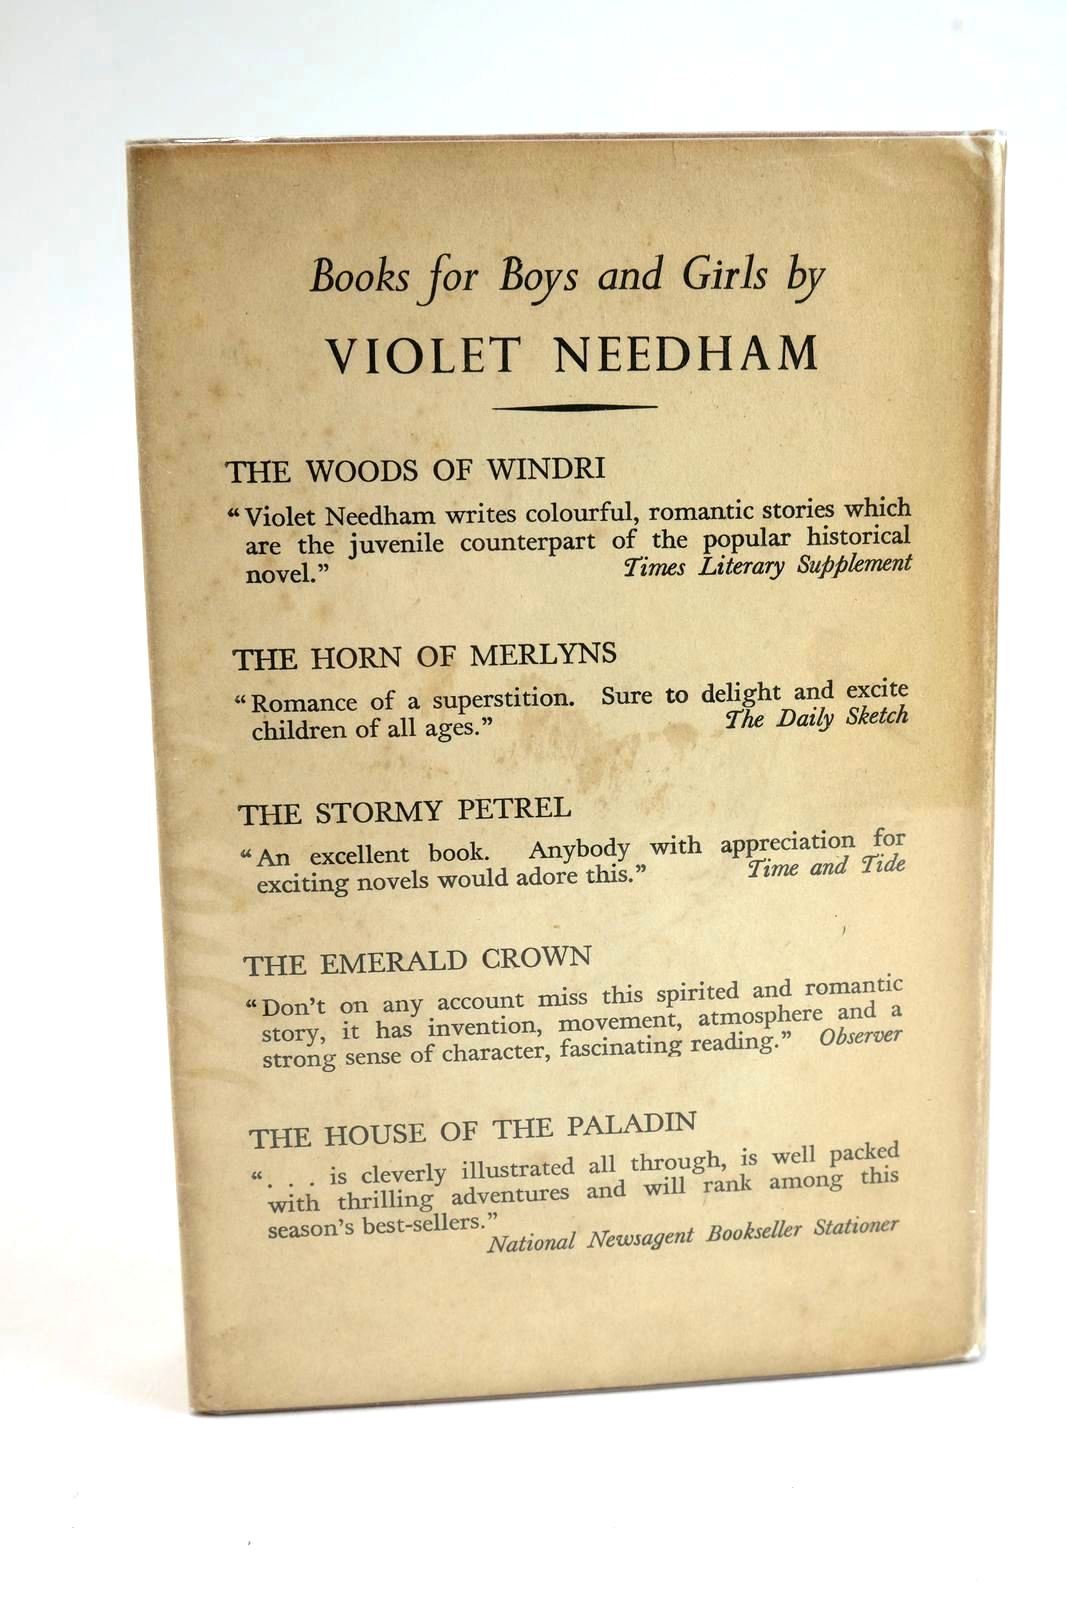 Books for Boys and Girls by
VIOLET NEEDHAM
THE WOODS OF WINDRI
“Violet Needham writes colourful, romantic stories which
are the juvenile counterpart of the popular historical
novel.” Times Literary Supplement
THE HORN OF MERLYNS
“Romance of a superstition. Sure to delight and excite
children of all ages.” The Daily Sketch
THE STORMY PETREL
“An excellent book. Anybody with appreciation for
exciting novels would adore this.” Time and Tide
THE EMERALD CROWN
“Don't on any account miss this spirited and romantic
story, it has invention, movement, atmosphere and a
strong sense of character, fascinating reading.” Observer
THE HOUSE OF THE PALADIN
“. . . is cleverly illustrated all through, is well packed
with thrilling adventures and will rank among this
season's best-sellers.”
National Newsagent Bookseller Stationer